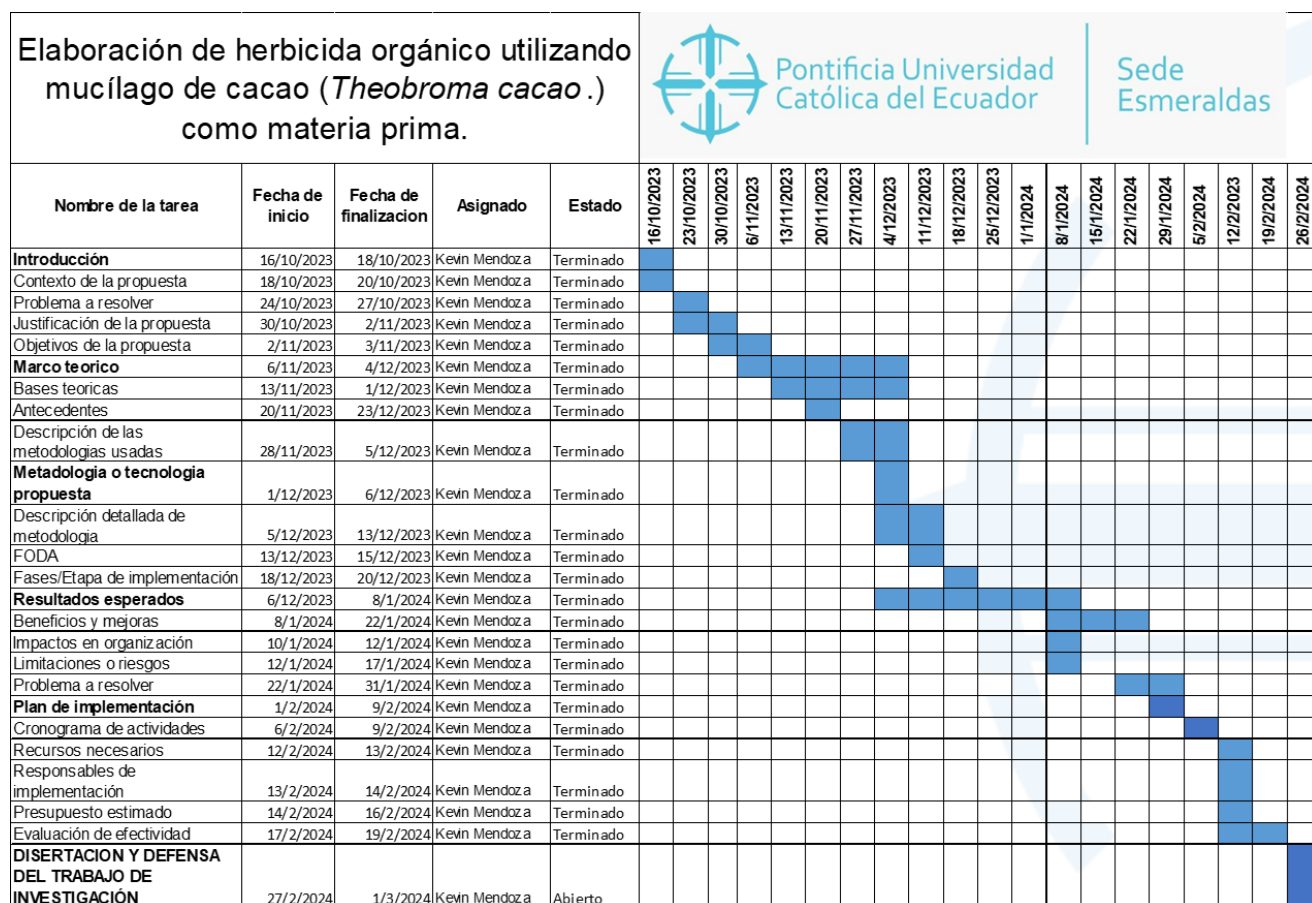 Elaboración de herbicida orgánico utilizando
mucílago de cacao (Theobroma cacao .)
como materia prima.
Pontificia Universidad
Católica del Ecuador
Sede
Esmeraldas
Nombre de la tarea Fecha de inicio Fecha de finalizacion Asignado Estado 16/10/2023 23/10/2023 30/10/2023 6/11/2023 13/11/2023 20/11/2023 27/11/2023 4/12/2023 11/12/2023 18/12/2023 25/12/2023 1/1/2024 8/1/2024 15/1/2024 22/1/2024 29/1/2024 5/2/2024 12/2/2023 19/2/2024 26/2/2024
Introducción 16/10/2023 18/10/2023 Kevin Mendoza Terminado
Contexto de la propuesta 18/10/2023 20/10/2023 Kevin Mendoza Terminado
Problema a resolver 24/10/2023 27/10/2023 Kevin Mendoza Terminado
Justificación de la propuesta 30/10/2023 2/11/2023 Kevin Mendoza Terminado
Objetivos de la propuesta 2/11/2023 3/11/2023 Kevin Mendoza Terminado
Marco teorico 6/11/2023 4/12/2023 Kevin Mendoza Terminado
Bases teoricas 13/11/2023 1/12/2023 Kevin Mendoza Terminado
Antecedentes 20/11/2023 23/12/2023 Kevin Mendoza Terminado
Descripción de las
metodologias usadas 28/11/2023 5/12/2023 Kevin Mendoza Terminado
Metadologia o tecnologia
propuesta 1/12/2023 6/12/2023 Kevin Mendoza Terminado
Descripción detallada de
metodologia 5/12/2023 13/12/2023 Kevin Mendoza Terminado
FODA 13/12/2023 15/12/2023 Kevin Mendoza Terminado
Fases/Etapa de implementación 18/12/2023 20/12/2023 Kevin Mendoza Terminado
Resultados esperados 6/12/2023 8/1/2024 Kevin Mendoza Terminado
Beneficios y mejoras 8/1/2024 22/1/2024 Kevin Mendoza Terminado
Impactos en organización 10/1/2024 12/1/2024 Kevin Mendoza Terminado
Limitaciones o riesgos 12/1/2024 17/1/2024 Kevin Mendoza Terminado
Problema a resolver 22/1/2024 31/1/2024 Kevin Mendoza Terminado
Plan de implementación 1/2/2024 9/2/2024 Kevin Mendoza Terminado
Cronograma de actividades 6/2/2024 9/2/2024 Kevin Mendoza Terminado
Recursos necesarios 12/2/2024 13/2/2024 Kevin Mendoza Terminado
Responsables de
implementación 13/2/2024 14/2/2024 Kevin Mendoza Terminado
Presupuesto estimado 14/2/2024 16/2/2024 Kevin Mendoza Terminado
Evaluación de efectividad 17/2/2024 19/2/2024 Kevin Mendoza Terminado
DISERTACION Y DEFENSA
DEL TRABAJO DE
INVESTIGACIÓN 27/2/2024 1/3/2024 Kevin Mendoza Abierto